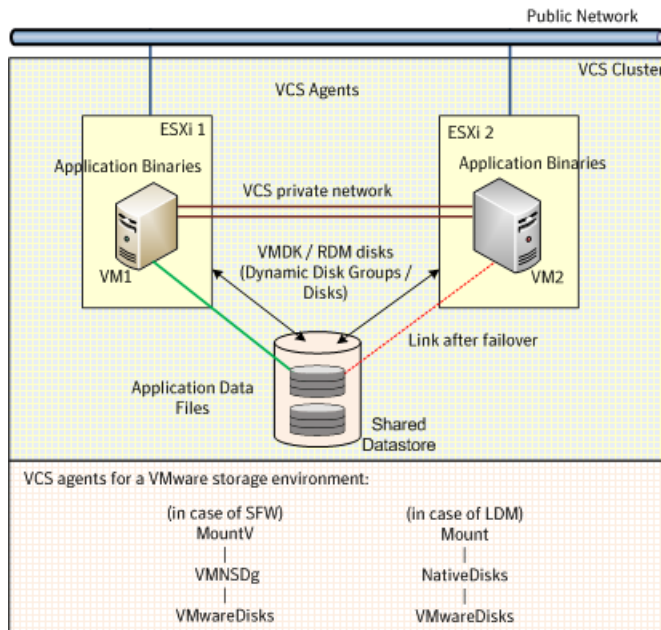 Public Network
VCS Cluster
VCS Agents
ESXi 1
ESXi 2
Application Binaries
Application Binaries
VCS private network
VMDK / RDM disks
(Dynamic Disk Groups /
Disks)
VM1
VM2
Link after failover
Application Data
Files
Shared
Datastore
VCS agents for a VMware storage environment:
(in case of SFW)
MountV
|
VMNSDg
|
VMwareDisks
(in case of LDM)
Mount
|
NativeDisks
|
VMwareDisks